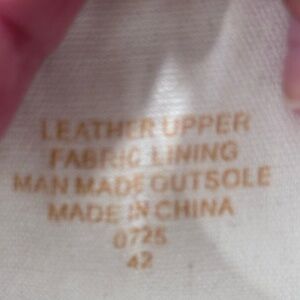 LEATHER UPPER
FABRIC LINING
MAN MADE OUTSOLE
MADE IN CHINA
0725
42